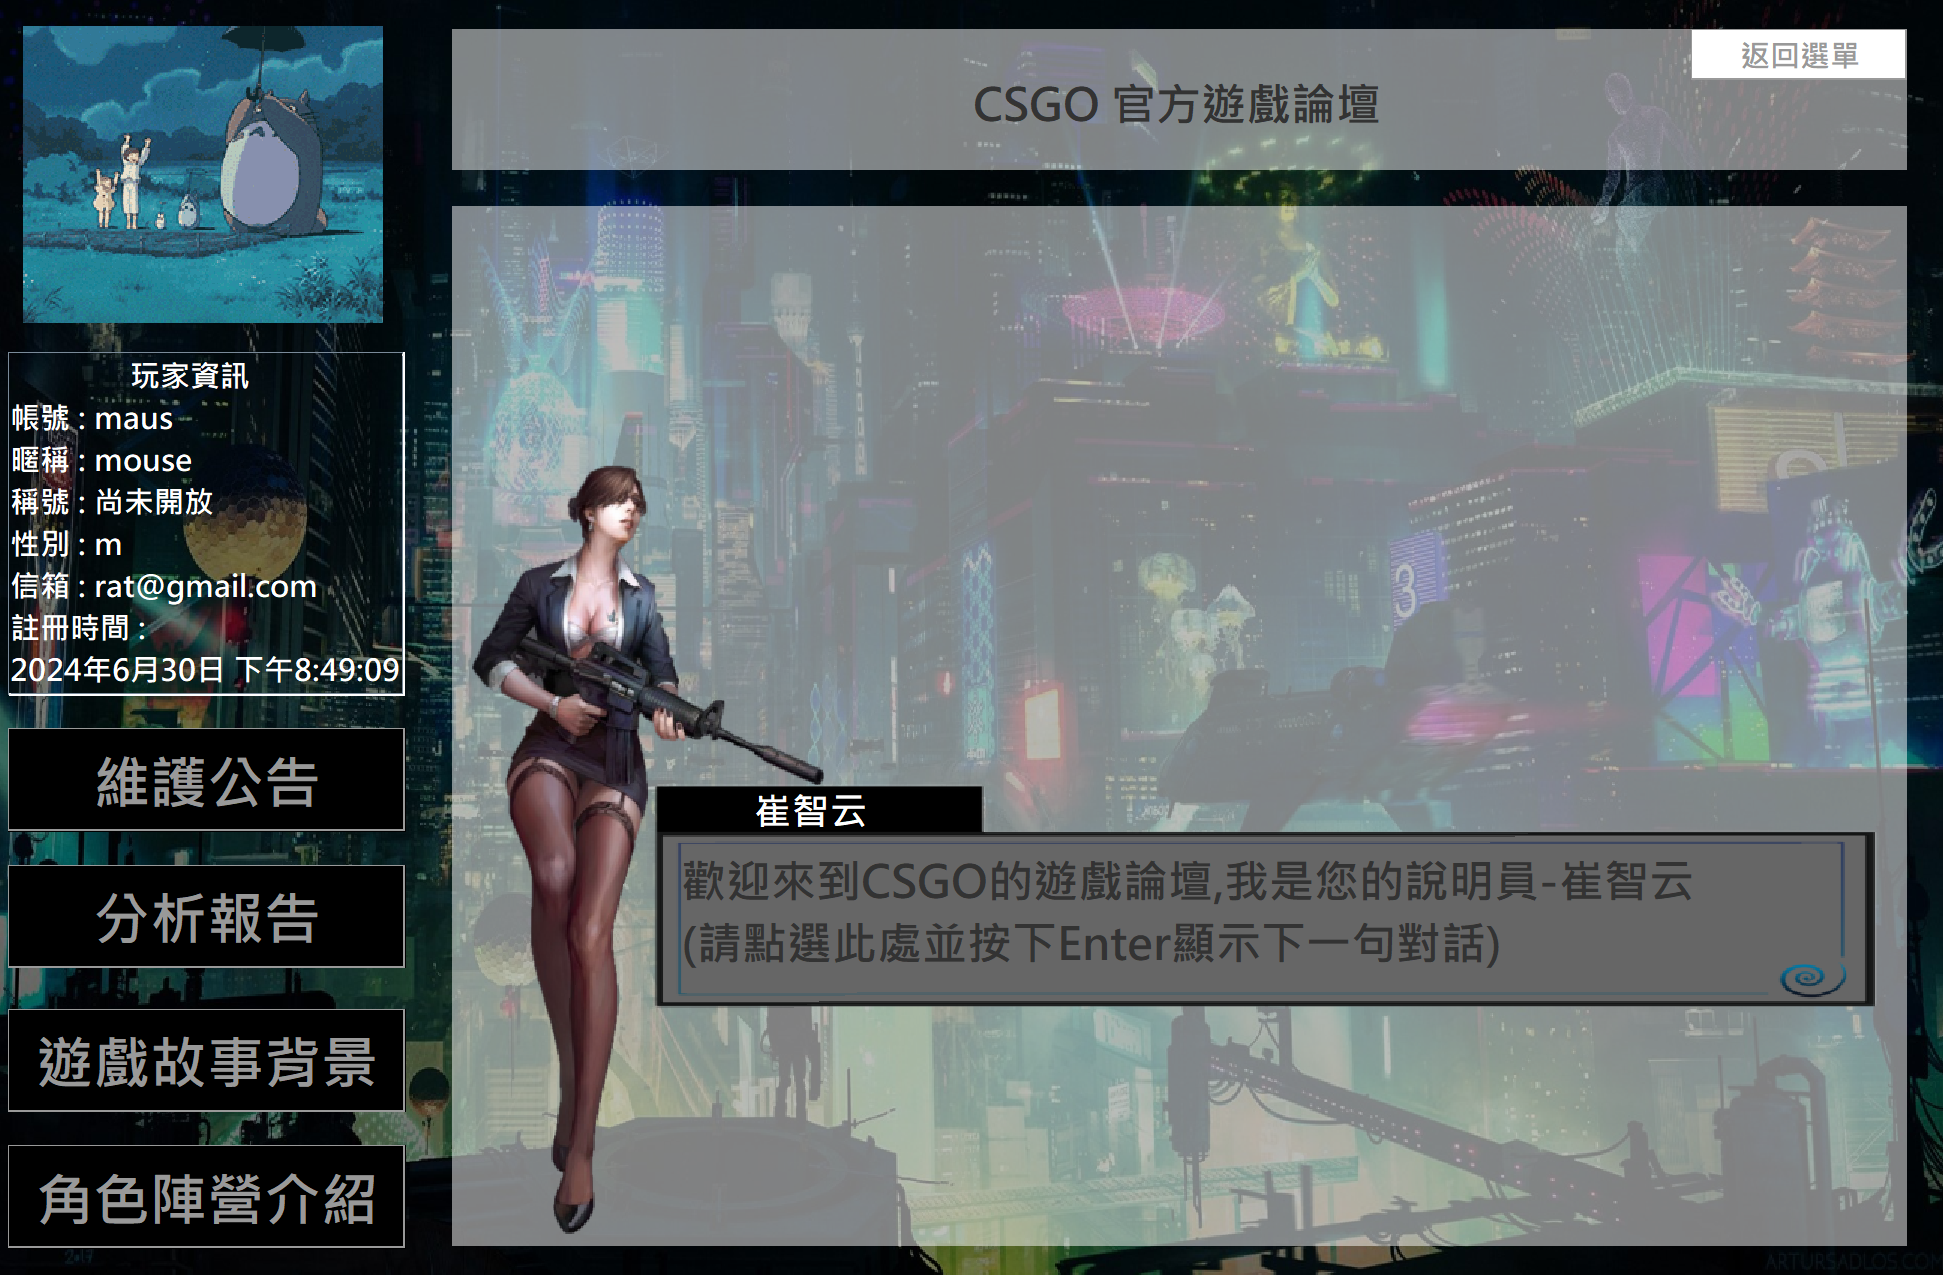 返回選單
CSGO 官方遊戲論壇
玩家資訊
帳號 : maus
暱稱 : mouse
稱號 : 尚未開放
性別 : m
信箱 : rat@gmail.com
註冊時間 :
2024年6月30日 下午8:49:09
維護公告
分析報告
遊戲故事背景
角色陣營介紹
3
崔智云
歡迎來到CSGO的遊戲論壇,我是您的說明員-崔智云
(請點選此處並按下Enter顯示下一句對話)
2017
ARTURSADLOS.COM